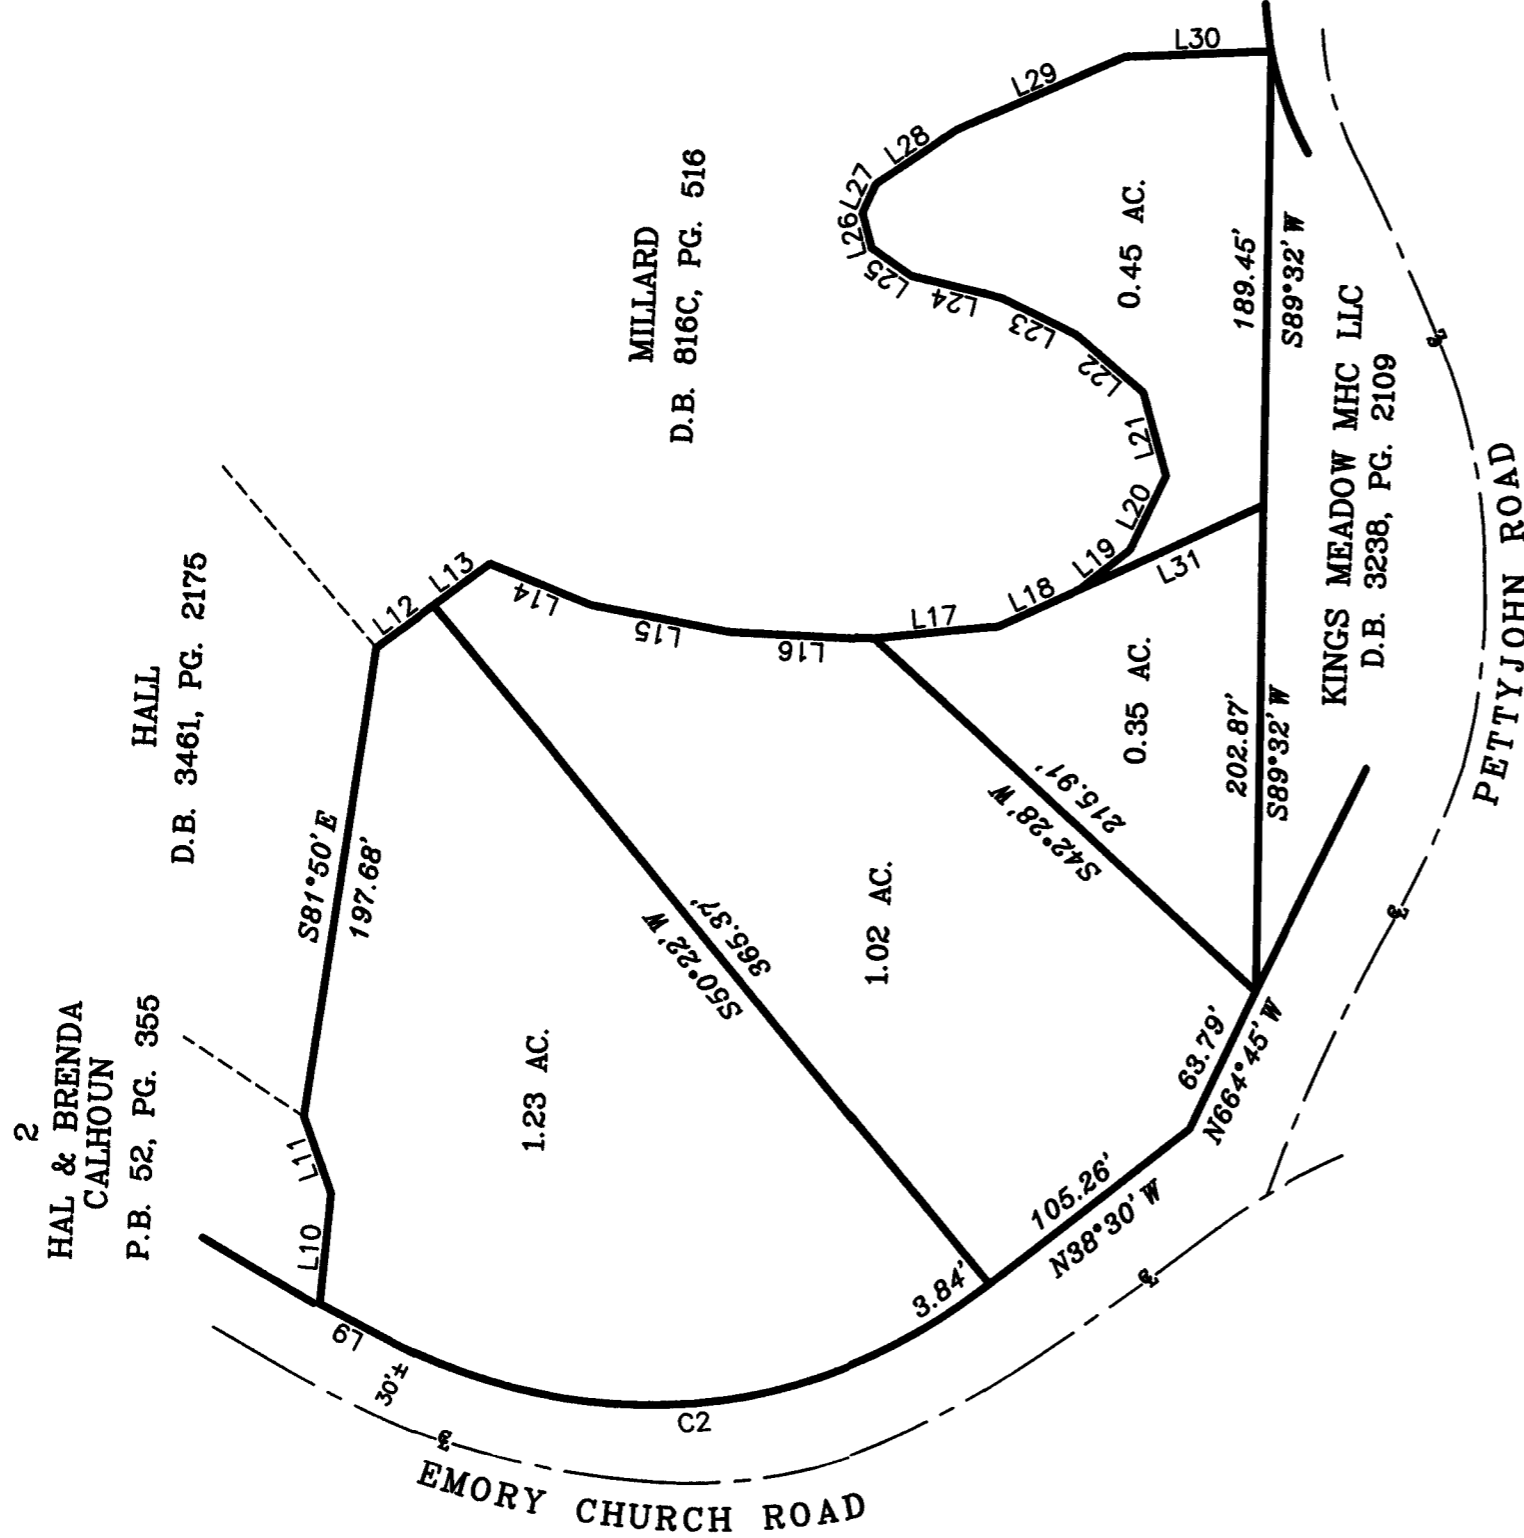 2
HAL & BRENDA
CALHOUN
P.B. 52, PG. 355
HALL
D.B. 3461, PG. 2175
MILLARD
D.B. 816C, PG. 516
L9
L10
L11
S81°50'E
197.68'
L12
L13
L14
L15
L16
L17
L18
L19
L20
L21
L22
L23
L24
L25
L26
L27
L28
L29
L30
L31
30'±
C2
1.23 AC.
S50°22'W
365.37'
1.02 AC.
S42°28'W
215.91'
0.35 AC.
0.45 AC.
189.45'
S89°32'W
202.87'
S89°32'W
3.84'
105.26'
N38°30'W
63.79'
N664°45'W
KINGS MEADOW MHC LLC
D.B. 3238, PG. 2109
EMORY CHURCH ROAD
PETTYJOHN ROAD